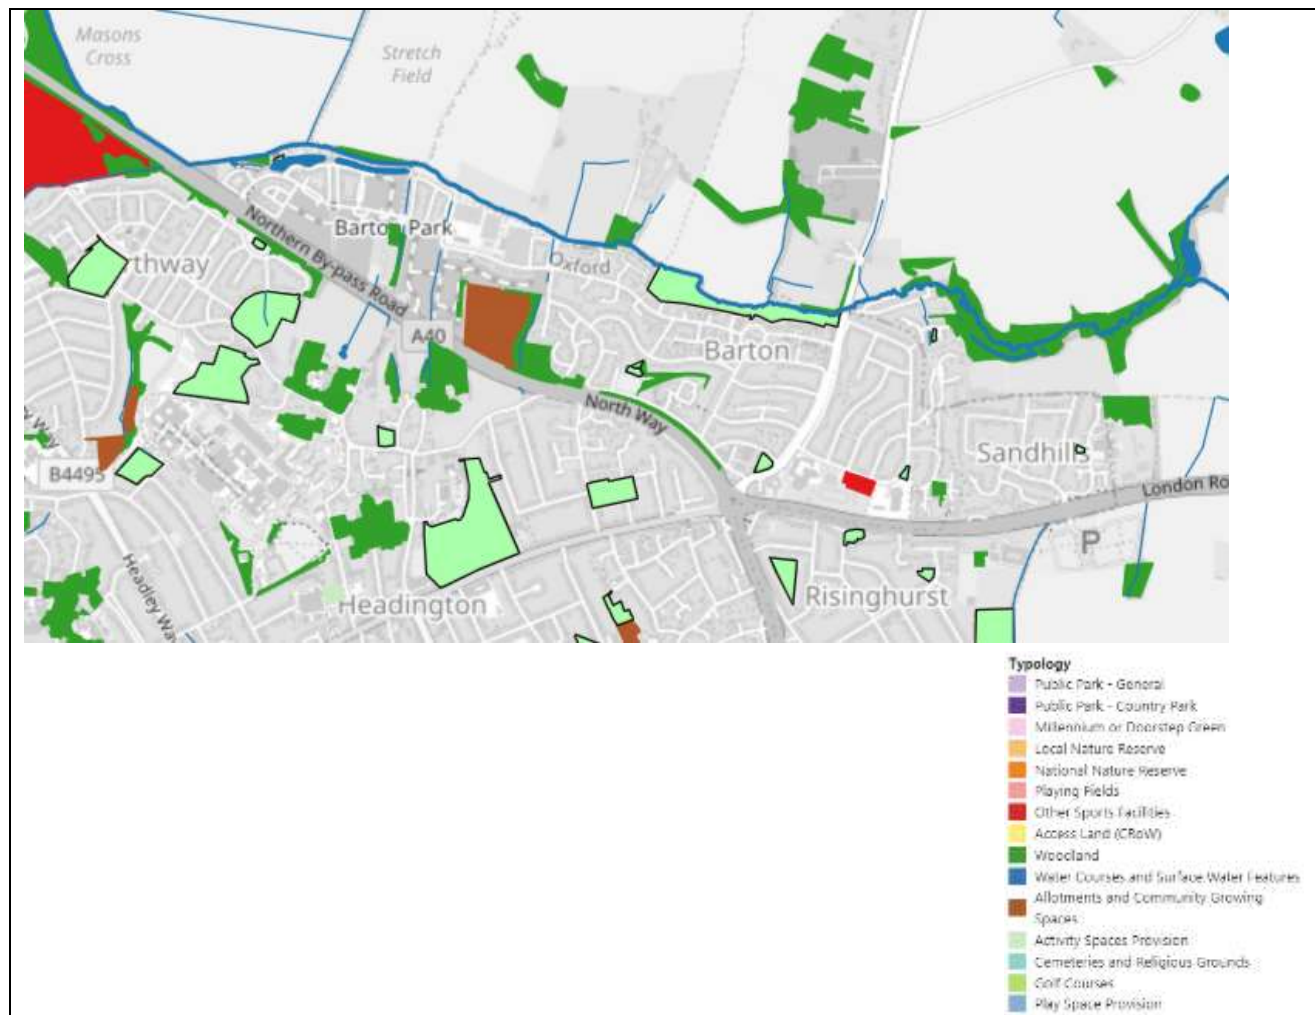 Masons
Cross
Stretch
Field
Barton Park
Northern By-pass Road
rthway
Oxford
A40
Barton
North Way
Sandhills
B4495
London Ro
P
Headley Way
Headington
Risinghurst
Typology
Public Park - General
Public Park - Country Park
Millennium or Doorstep Green
Local Nature Reserve
National Nature Reserve
Playing Fields
Other Sports Facilities
Access Land (CRoW)
Woodland
Water Courses and Surface Water Features
Allotments and Community Growing
Spaces
Activity Spaces Provision
Cemeteries and Religious Grounds
Golf Courses
Play Space Provision